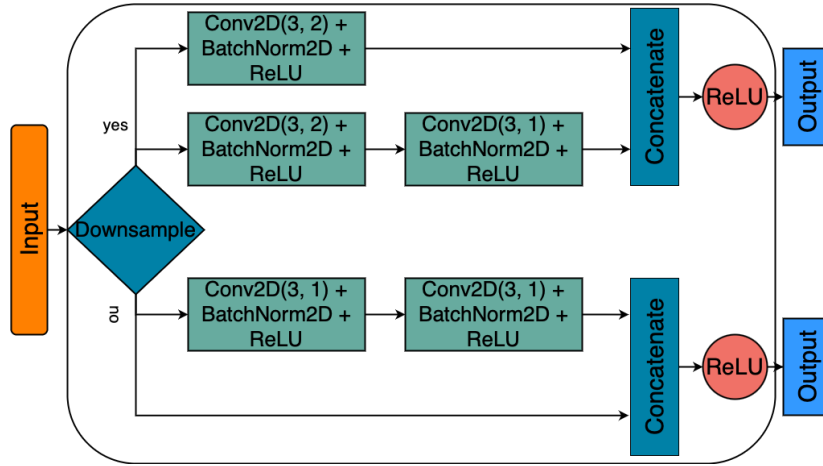 Input
Downsample
yes
no
Conv2D(3, 2) +
BatchNorm2D +
ReLU
Conv2D(3, 2) +
BatchNorm2D +
ReLU
Conv2D(3, 1) +
BatchNorm2D +
ReLU
Concatenate
ReLU
Output
Conv2D(3, 1) +
BatchNorm2D +
ReLU
Conv2D(3, 1) +
BatchNorm2D +
ReLU
Concatenate
ReLU
Output